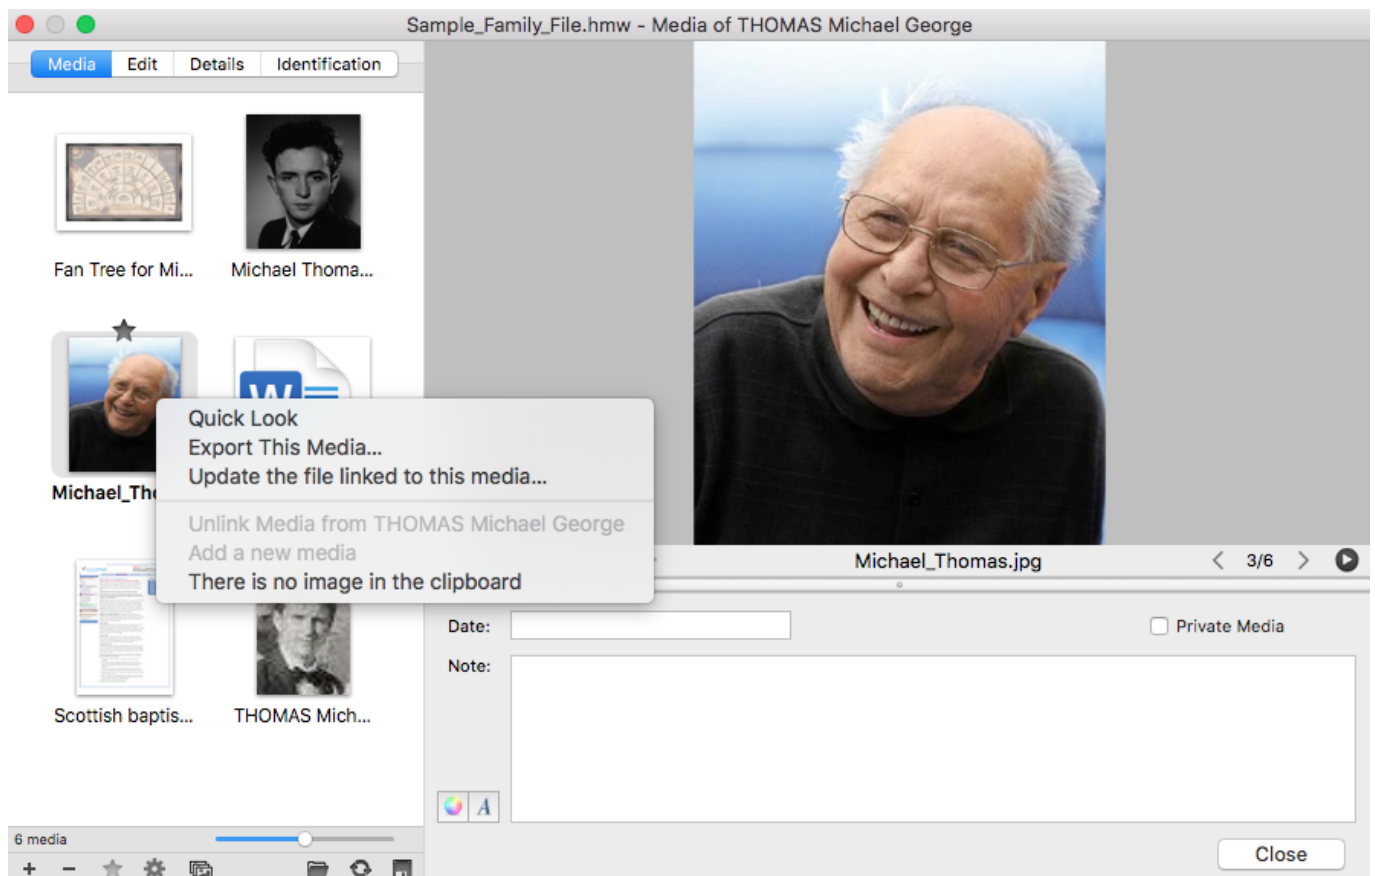 Sample_Family_File.hmw - Media of THOMAS Michael George
Media Edit Details Identification
Fan Tree for Mi...
Michael Thoma...
W
Michael_Tho
Quick Look
Export This Media...
Update the file linked to this media...
Unlink Media from THOMAS Michael George
Add a new media
There is no image in the clipboard
Scottish baptis...
THOMAS Mich...
6 media
Michael_Thomas.jpg
3/6
Date:
Private Media
Note:
A
Close